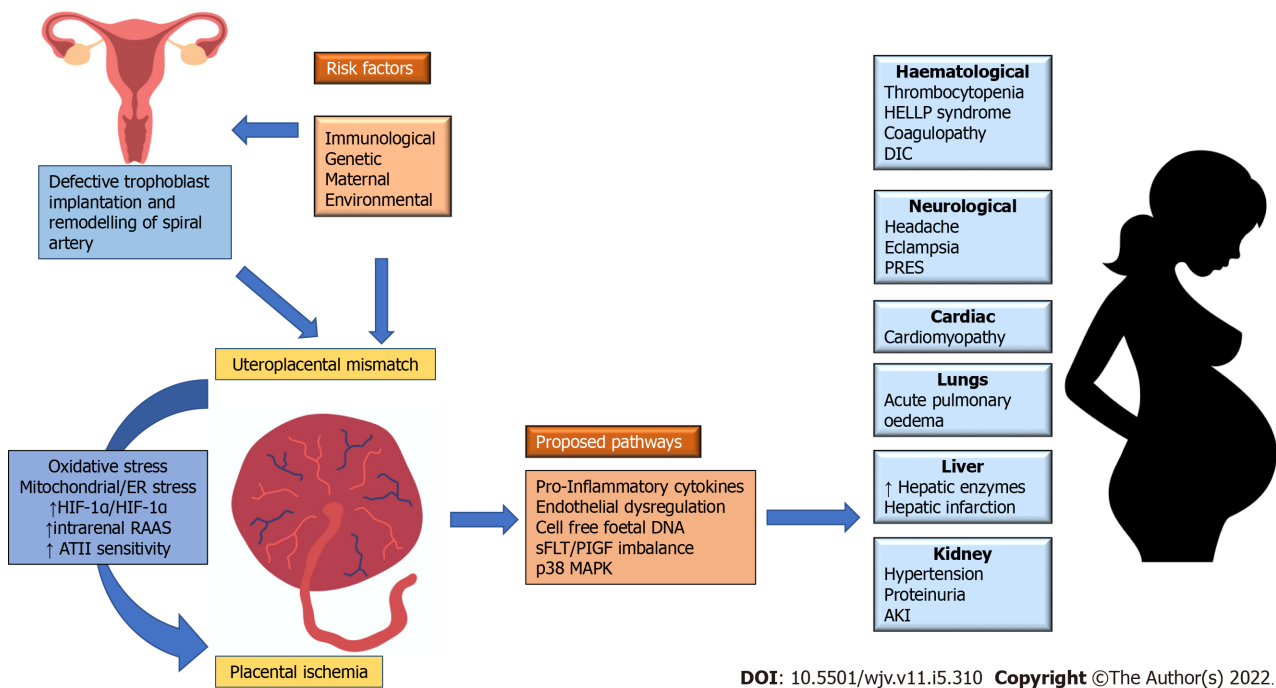 Risk factors
Immunological
Genetic
Maternal
Environmental
Defective trophoblast
implantation and
remodelling of spiral
artery
Uteroplacental mismatch
Oxidative stress
Mitochondrial/ER stress
↑HIF-1α/HIF-1α
↑intrarenal RAAS
↑ ATII sensitivity
Placental ischemia
Proposed pathways
Pro-Inflammatory cytokines
Endothelial dysregulation
Cell free foetal DNA
sFLT/PIGF imbalance
p38 MAPK
Haematological
Thrombocytopenia
HELLP syndrome
Coagulopathy
DIC
Neurological
Headache
Eclampsia
PRES
Cardiac
Cardiomyopathy
Lungs
Acute pulmonary
oedema
Liver
↑ Hepatic enzymes
Hepatic infarction
Kidney
Hypertension
Proteinuria
AKI
DOI: 10.5501/wjv.v11.i5.310 Copyright ©The Author(s) 2022.